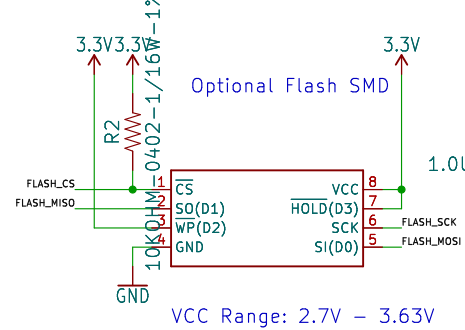 3.3V 3.3V 3.3V
Optional Flash SMD
R2
10KOHM-0402-1/16W-1%
FLASH_CS 1 CS VCC 8
FLASH_MISO 2 SO(D1) HOLD(D3) 7
3 WP(D2) SCK 6 FLASH_SCK
4 GND SI(D0) 5 FLASH_MOSI
GND
VCC Range: 2.7V - 3.63V